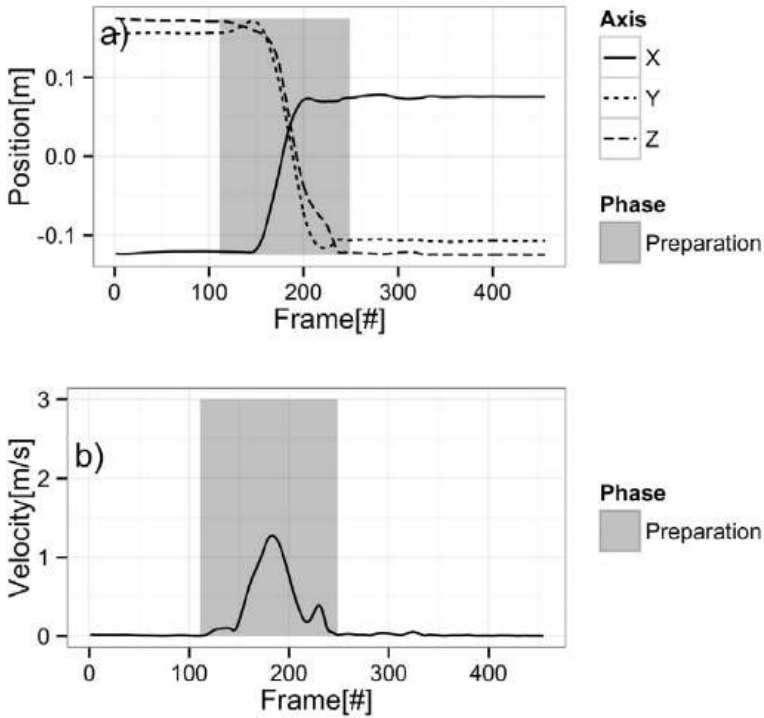 a)
Position[m]
0.1
0.0
-0.1
0
100
200
300
400
Frame[#]
Axis
X
Y
Z
Phase
Preparation
b)
Velocity[m/s]
3
2
1
0
0
100
200
300
400
Frame[#]
Phase
Preparation